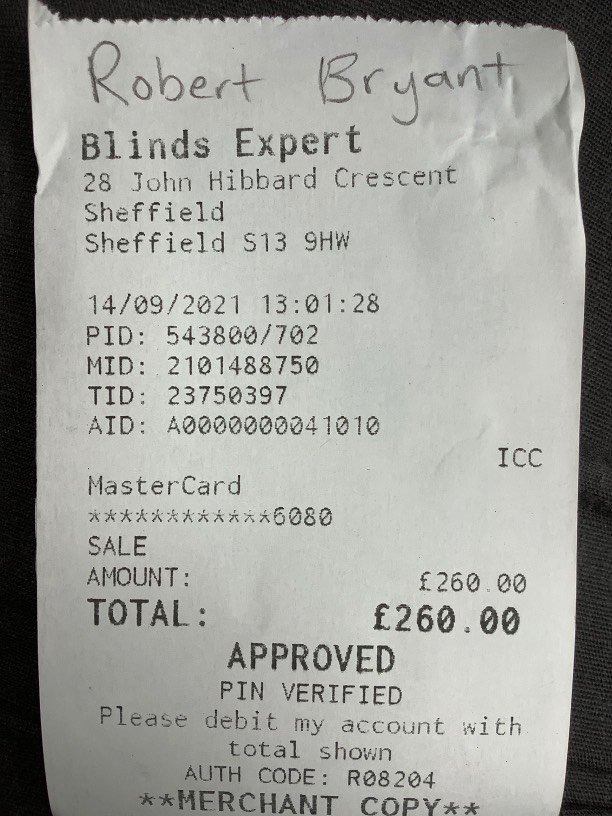 Robert Bryant
Blinds Expert
28 John Hibbard Crescent
Sheffield
Sheffield S13 9HW
14/09/2021 13:01:28
PID: 543800/702
MID: 2101488750
TID: 23750397
AID: A0000000041010
ICC
MasterCard
************6080
SALE
AMOUNT: £260.00
TOTAL: £260.00
APPROVED
PIN VERIFIED
Please debit my account with
total shown
AUTH CODE: R08204
**MERCHANT COPY**